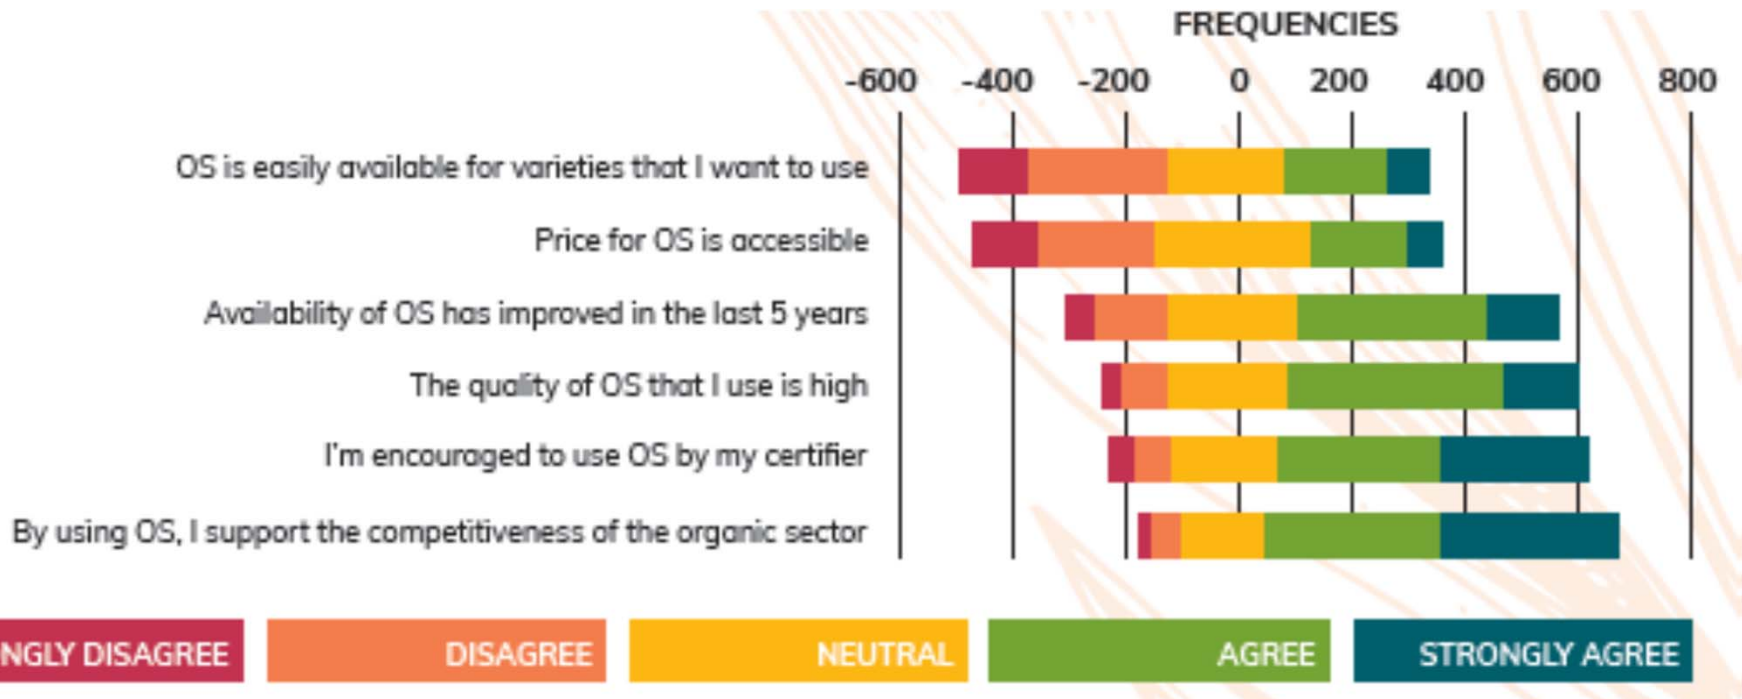 FREQUENCIES
-600 -400 -200 0 200 400 600 800
OS is easily available for varieties that I want to use
Price for OS is accessible
Availability of OS has improved in the last 5 years
The quality of OS that I use is high
I'm encouraged to use OS by my certifier
By using OS, I support the competitiveness of the organic sector
NGLY DISAGREE DISAGREE NEUTRAL AGREE STRONGLY AGREE